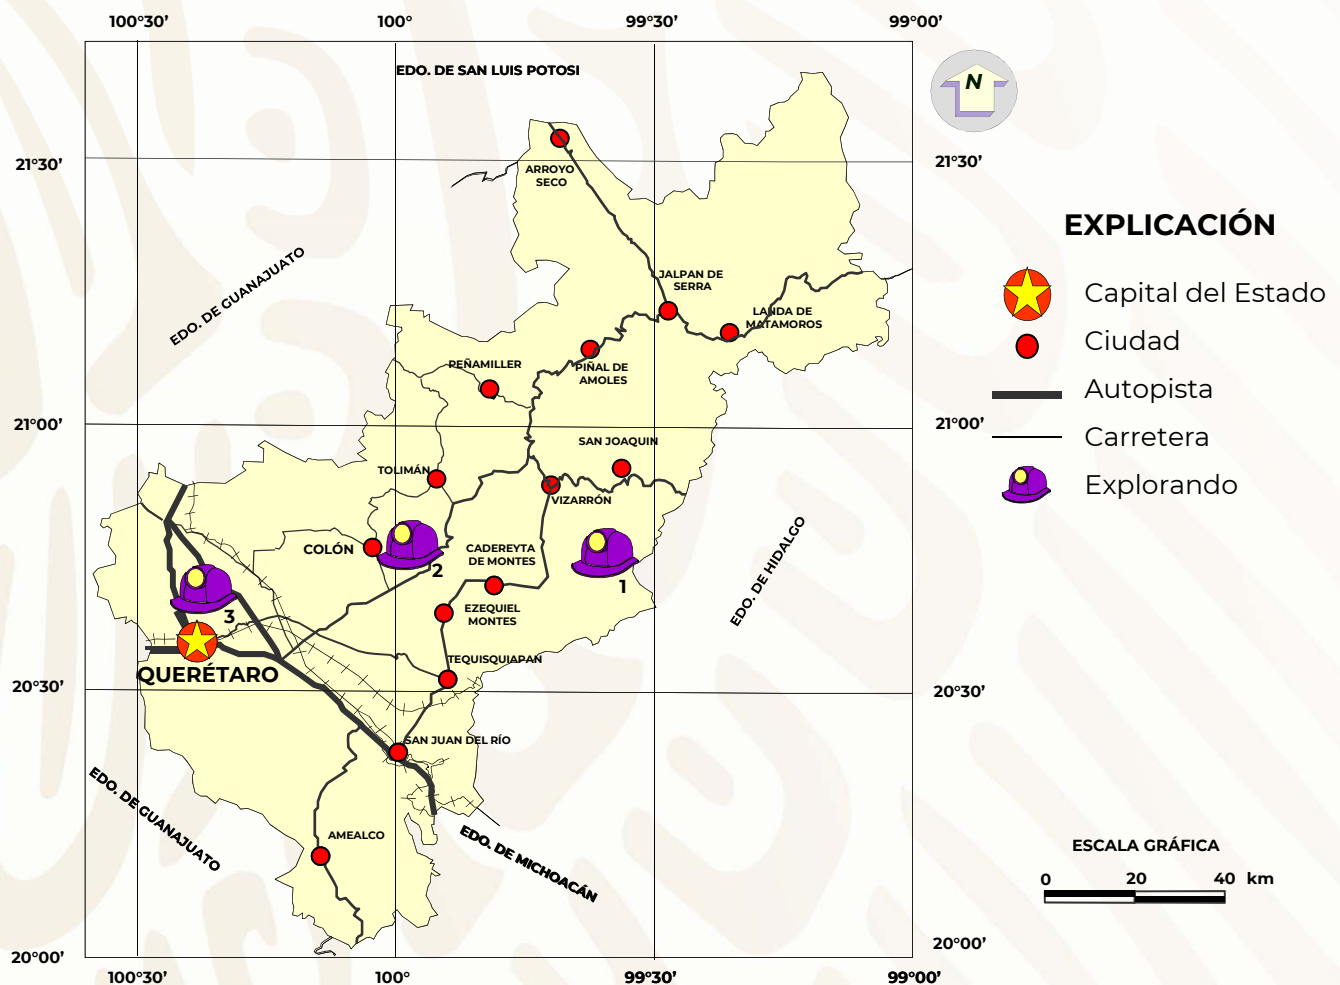 100°30’
100°
99°30’
99°00’
EDO. DE SAN LUIS POTOSI
N
21°30’
21°30’
ARROYO
SECO
EXPLICACIÓN
EDO. DE GUANAJUATO
JALPAN DE
SERRA
Capital del Estado
LANDA DE
MATAMOROS
Ciudad
PEÑAMILLER
PIÑAL DE
AMOLES
Autopista
21°00’
21°00’
SAN JOAQUIN
Carretera
TOLIMÁN
VIZARRÓN
Explorando
COLÓN
CADEREYTA
DE MONTES
EDO. DE HIDALGO
2
1
3
EZEQUIEL
MONTES
TEQUISQUIAPAN
QUERÉTARO
20°30’
20°30’
SAN JUAN DEL RÍO
EDO. DE GUANAJUATO
AMEALCO
EDO. DE MICHOACÁN
ESCALA GRÁFICA
0 20 40 km
20°00’
20°00’
100°30’
100°
99°30’
99°00’